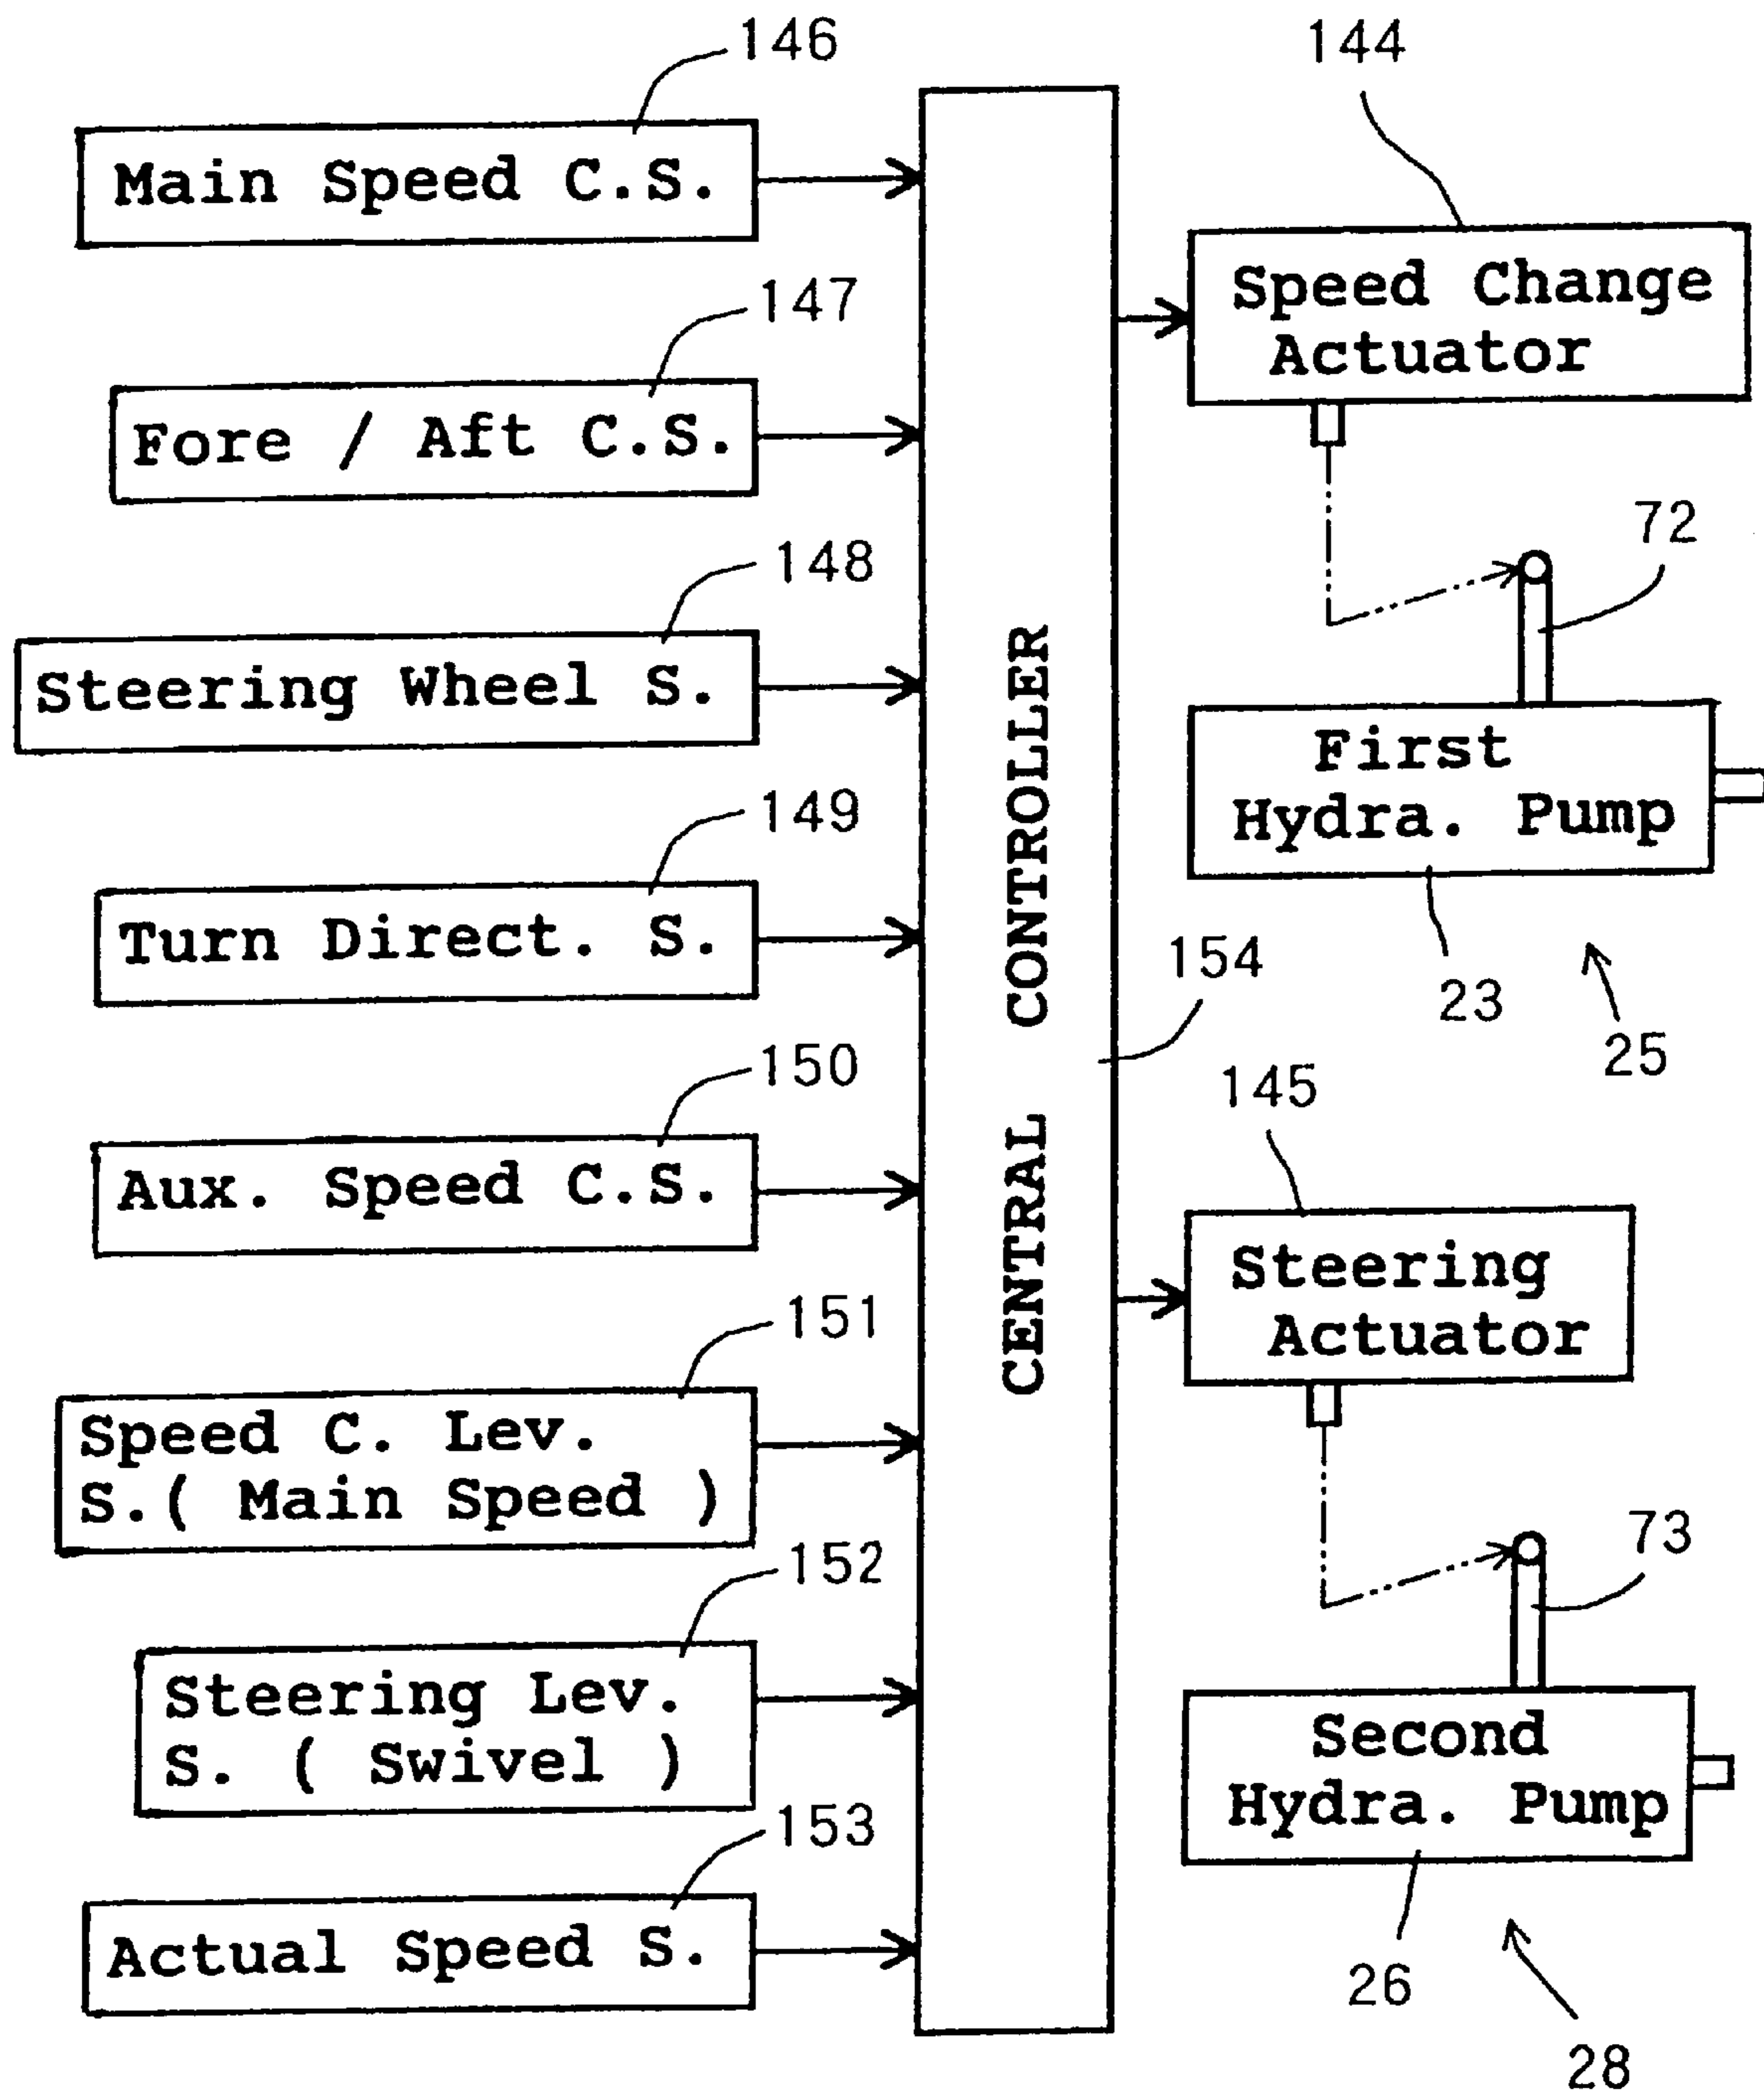 146
Main Speed C.S.
147
Fore / Aft C.S.
148
Steering Wheel S.
149
Turn Direct. S.
150
Aux. Speed C.S.
151
Speed C. Lev.
S.( Main Speed )
152
Steering Lev.
S. ( Swivel )
153
Actual Speed S.
CENTRAL CONTROLLER
154
144
Speed Change
Actuator
72
First
Hydra. Pump
23
25
145
Steering
Actuator
73
Second
Hydra. Pump
26
28